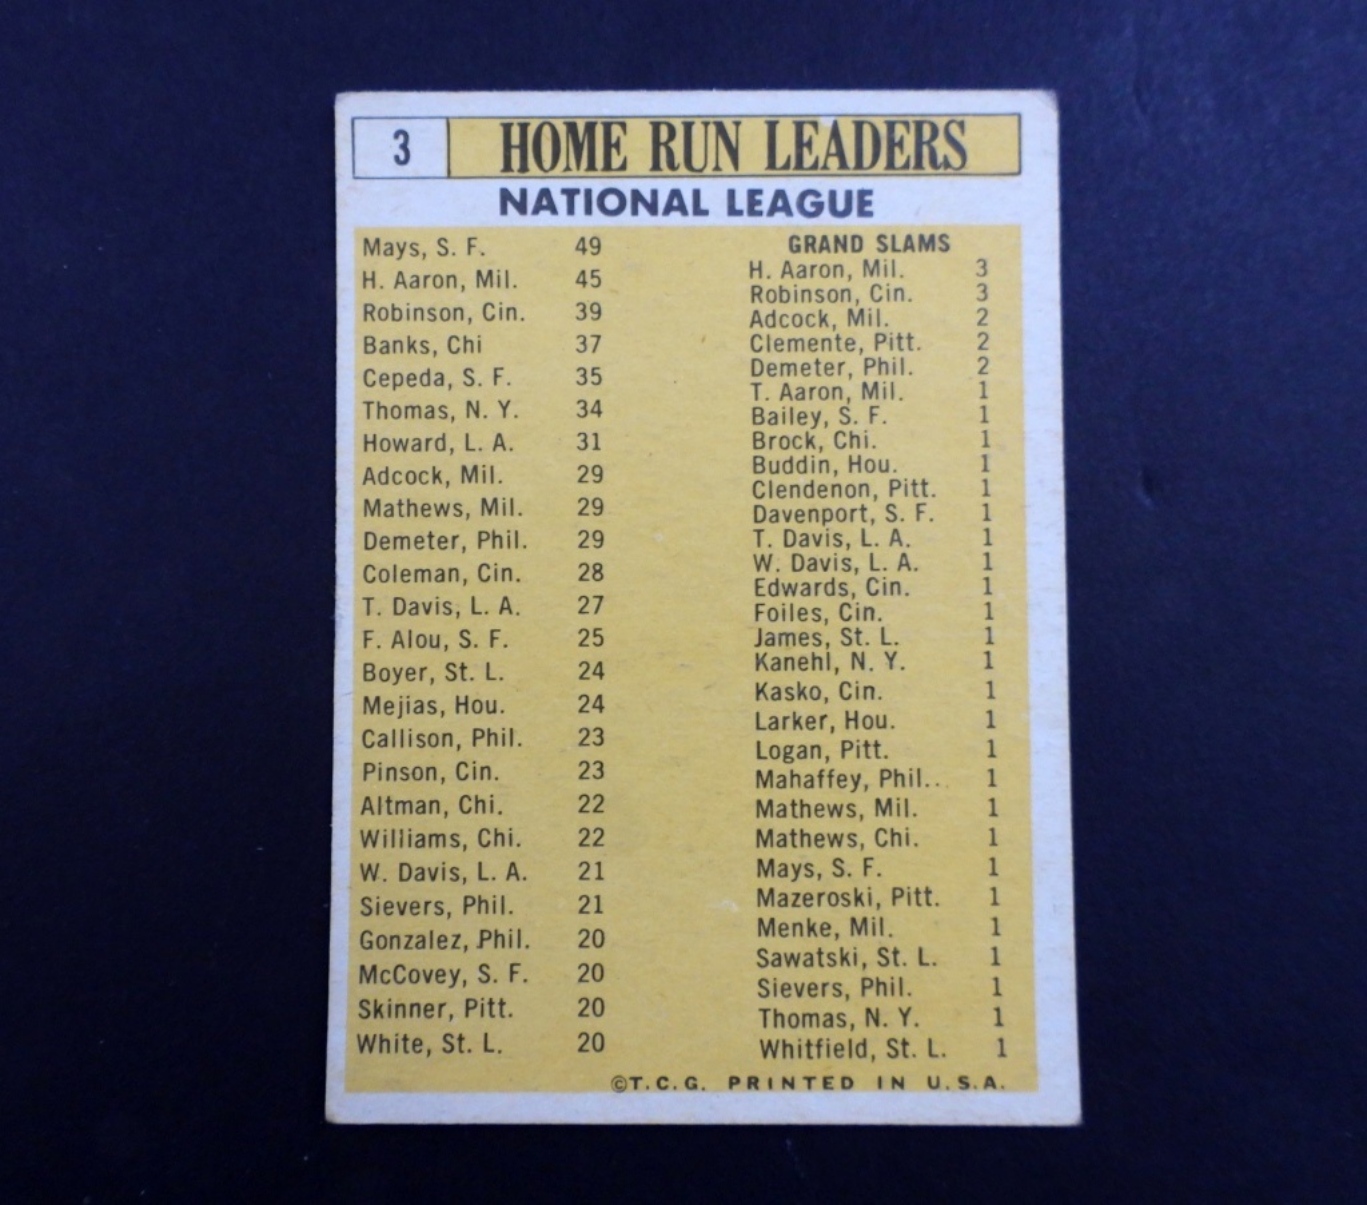 3
HOME RUN LEADERS
NATIONAL LEAGUE
Mays, S. F. 49
H. Aaron, Mil. 45
Robinson, Cin. 39
Banks, Chi 37
Cepeda, S. F. 35
Thomas, N. Y. 34
Howard, L. A. 31
Adcock, Mil. 29
Mathews, Mil. 29
Demeter, Phil. 29
Coleman, Cin. 28
T. Davis, L. A. 27
F. Alou, S. F. 25
Boyer, St. L. 24
Mejias, Hou. 24
Callison, Phil. 23
Pinson, Cin. 23
Altman, Chi. 22
Williams, Chi. 22
W. Davis, L. A. 21
Sievers, Phil. 21
Gonzalez, Phil. 20
McCovey, S. F. 20
Skinner, Pitt. 20
White, St. L. 20
GRAND SLAMS
H. Aaron, Mil. 3
Robinson, Cin. 3
Adcock, Mil. 2
Clemente, Pitt. 2
Demeter, Phil. 2
T. Aaron, Mil. 1
Bailey, S. F. 1
Brock, Chi. 1
Buddin, Hou. 1
Clendenon, Pitt. 1
Davenport, S. F. 1
T. Davis, L. A. 1
W. Davis, L. A. 1
Edwards, Cin. 1
Foiles, Cin. 1
James, St. L. 1
Kanehl, N. Y. 1
Kasko, Cin. 1
Larker, Hou. 1
Logan, Pitt. 1
Mahaffey, Phil.. 1
Mathews, Mil. 1
Mathews, Chi. 1
Mays, S. F. 1
Mazeroski, Pitt. 1
Menke, Mil. 1
Sawatski, St. L. 1
Sievers, Phil. 1
Thomas, N. Y. 1
Whitfield, St. L. 1
©T.C.G. PRINTED IN U.S.A.